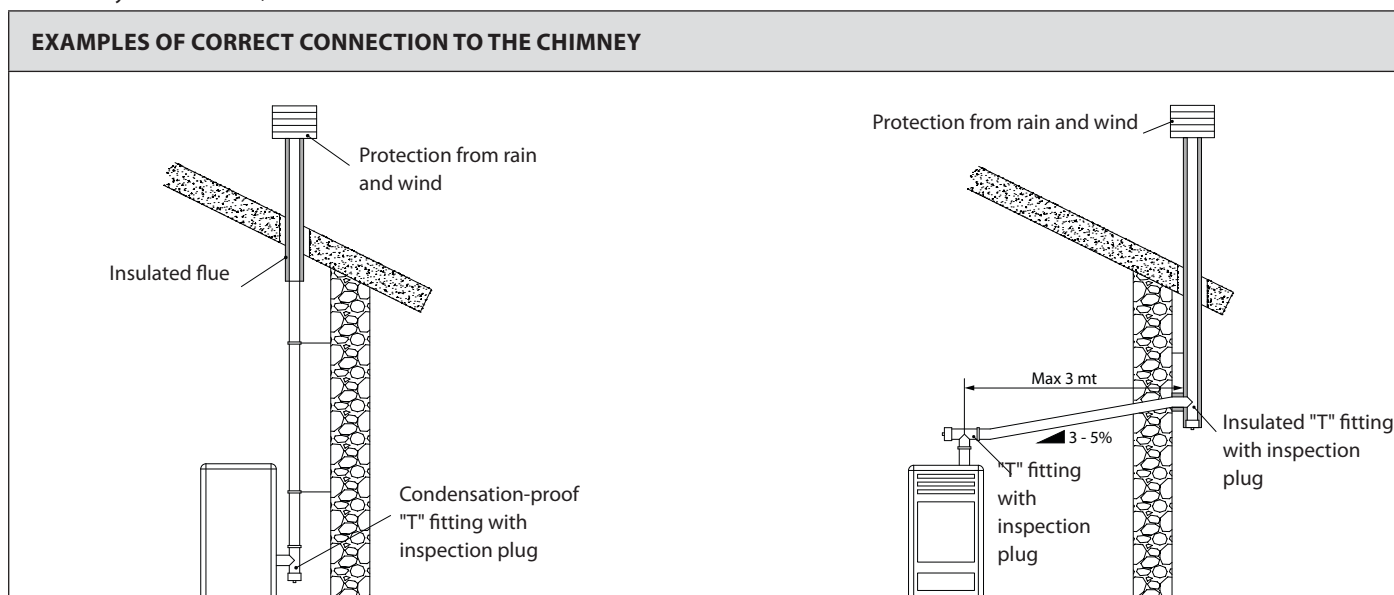 EXAMPLES OF CORRECT CONNECTION TO THE CHIMNEY
Protection from rain
and wind
Insulated flue
Condensation-proof
"T" fitting with
inspection plug
Protection from rain and wind
Max 3 mt
3 - 5%
"T" fitting
with
inspection
plug
Insulated "T" fitting
with inspection
plug